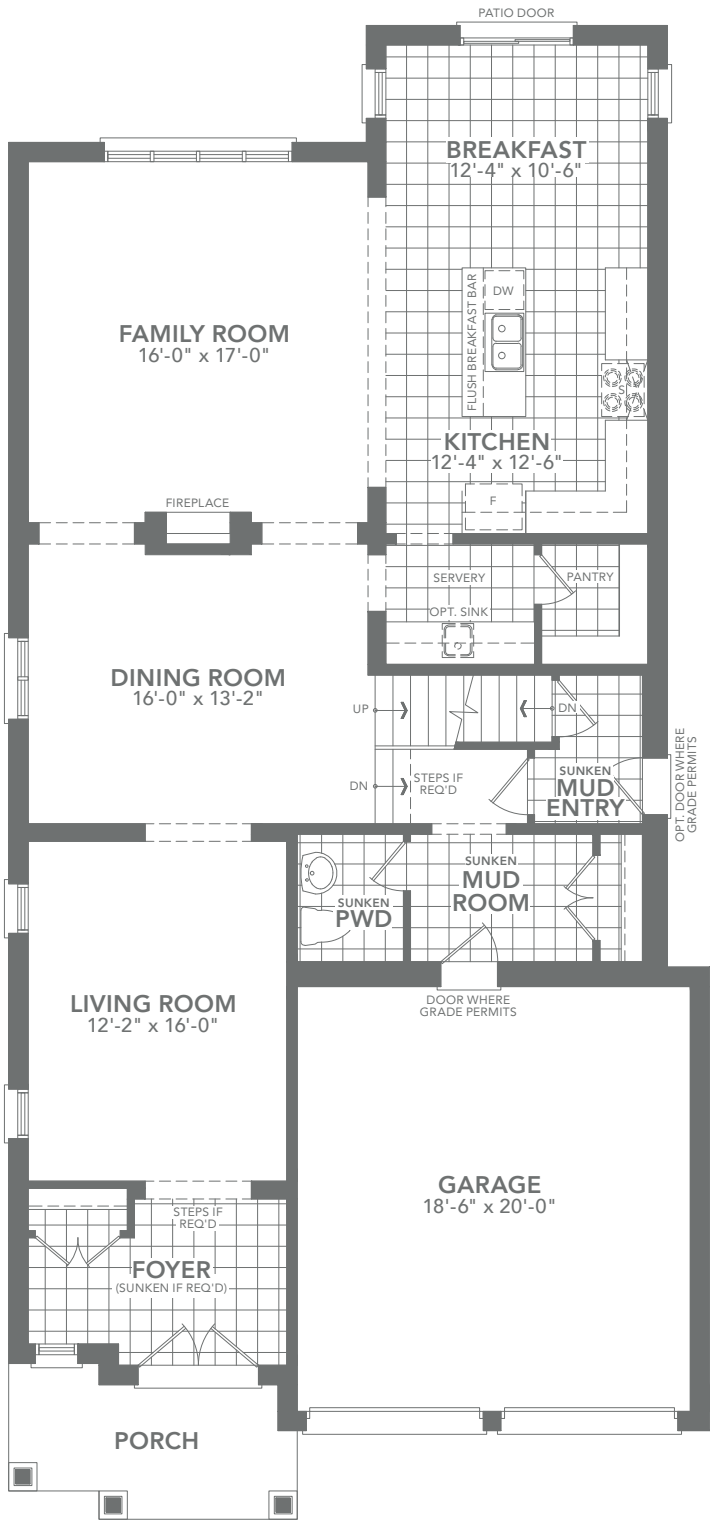 PATIO DOOR
BREAKFAST
12'-4" x 10'-6"
FAMILY ROOM
16'-0" x 17'-0"
FLUSH BREAKFAST BAR
DW
S
KITCHEN
12'-4" x 12'-6"
F
FIREPLACE
SERVERY
PANTRY
OPT. SINK
DINING ROOM
16'-0" x 13'-2"
UP
DN
DN
STEPS IF
REQ'D
SUNKEN
MUD
ENTRY
OPT. DOOR WHERE
GRADE PERMITS
SUNKEN
MUD
ROOM
SUNKEN
PWD
LIVING ROOM
12'-2" x 16'-0"
DOOR WHERE
GRADE PERMITS
GARAGE
18'-6" x 20'-0"
STEPS IF
REQ'D
FOYER
(SUNKEN IF REQ'D)
PORCH